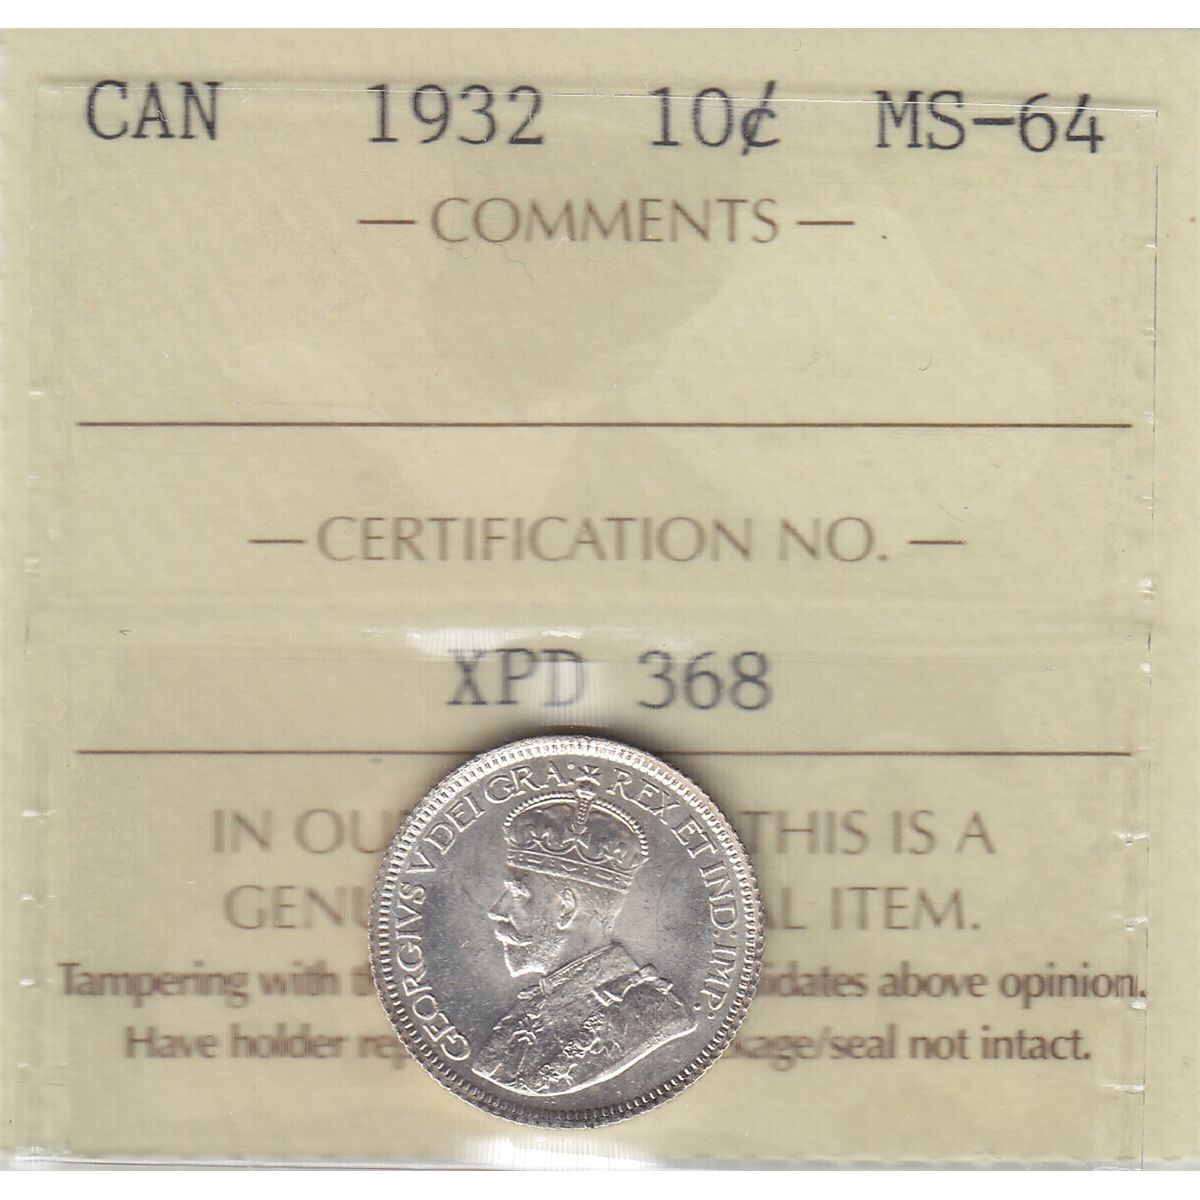 CAN 1932 10¢ MS-64
— COMMENTS —
— CERTIFICATION NO. —
XPD 368
IN OU THIS IS A
GENU AL ITEM.
Tampering with th idates above opinion.
Have holder rep kage/seal not intact.
GEORGIVS V DEI GRA: REX ET IND: IMP: